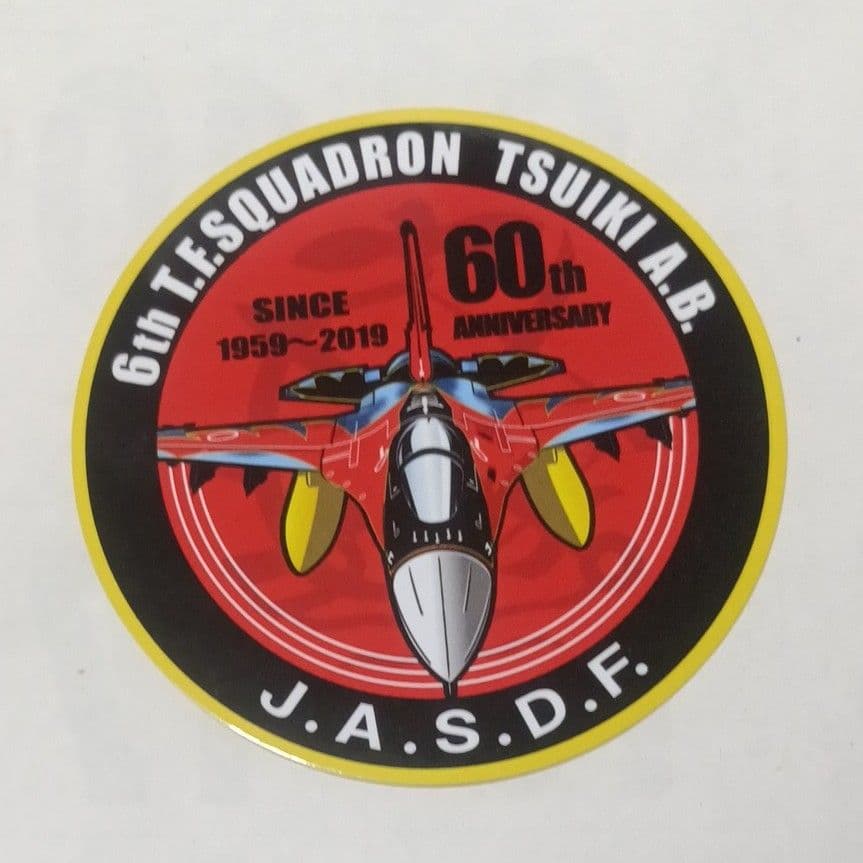 6th T.F.SQUADRON TSUIKI A.B.
60th
ANNIVERSARY
SINCE
1959～2019
J.A.S.D.F.